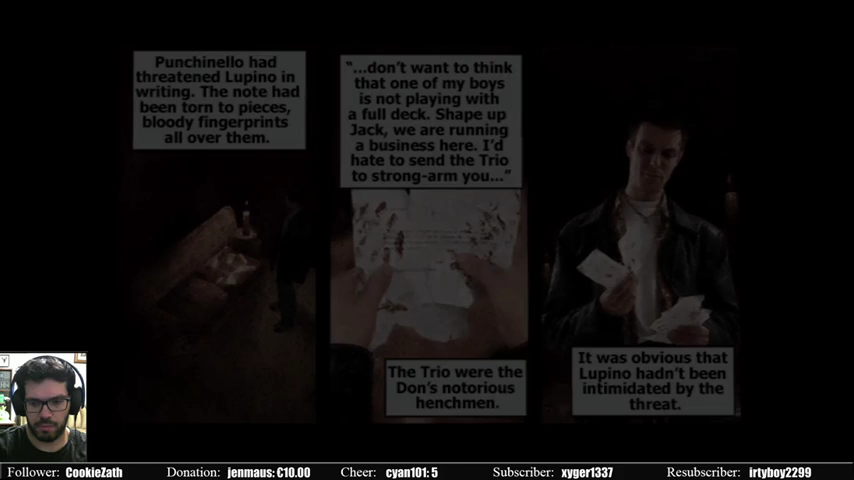 Punchinello had
threatened Lupino in
writing. The note had
been torn to pieces,
bloody fingerprints
all over them.
"...don't want to think
that one of my boys
is not playing with
a full deck. Shape up
Jack, we are running
a business here. I'd
hate to send the Trio
to strong-arm you..."
The Trio were the
Don's notorious
henchmen.
It was obvious that
Lupino hadn't been
intimidated by the
threat.
Follower: CookieZath Donation: jenmaus: €10.00 Cheer: cyan101: 5 Subscriber: xyger1337 Resubscriber: irtyboy2299